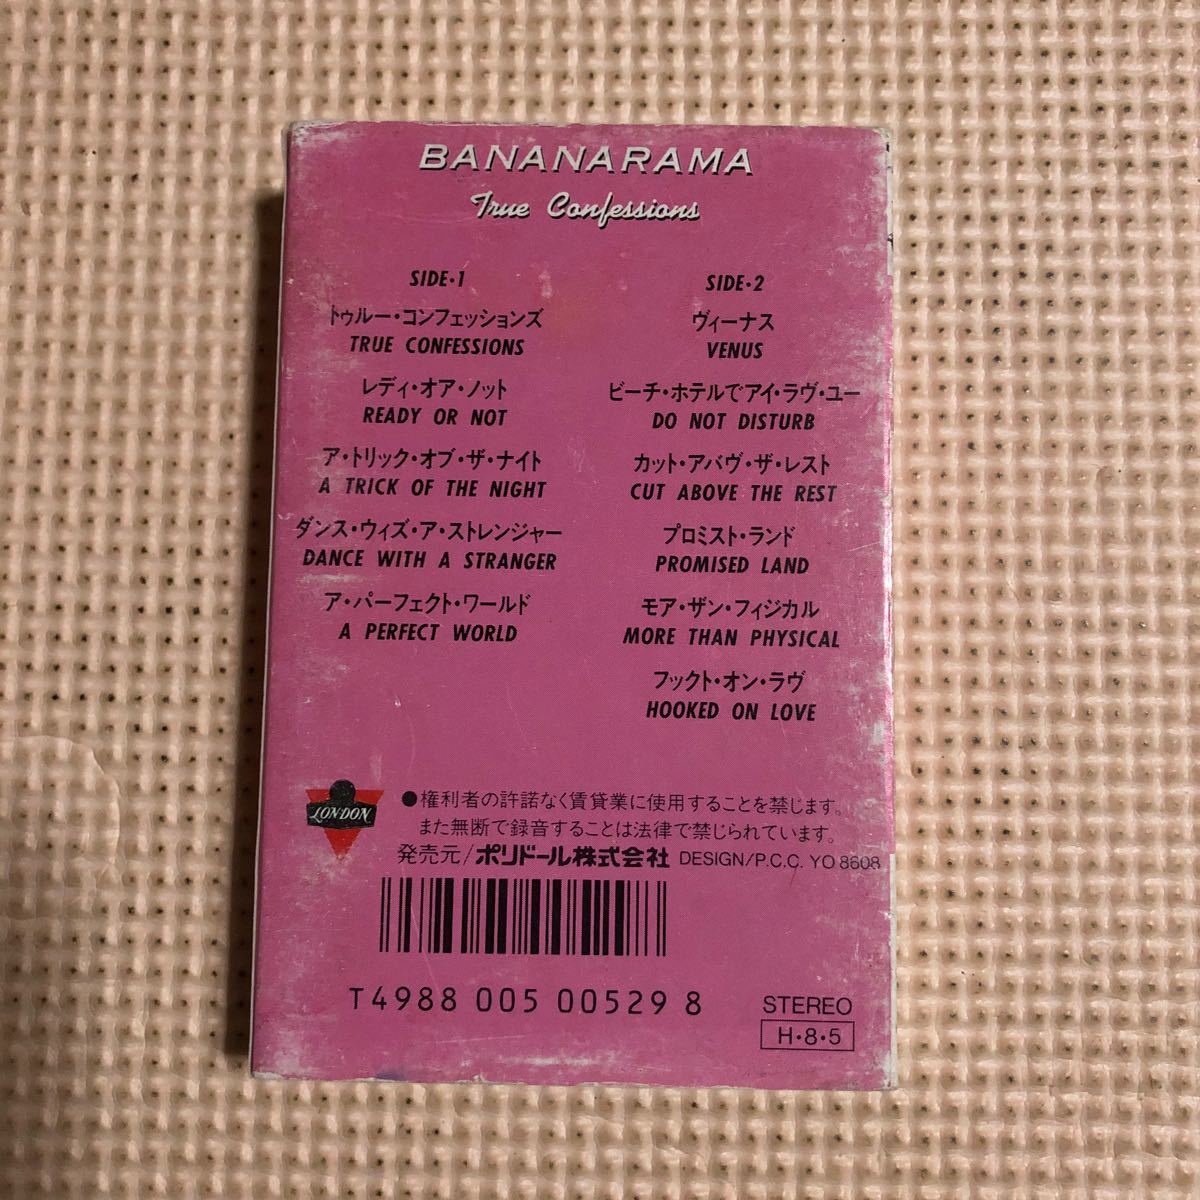 BANANARAMA
True Confessions
SIDE・1
トゥルー・コンフェッションズ
TRUE CONFESSIONS
レディ・オア・ノット
READY OR NOT
ア・トリック・オブ・ザ・ナイト
A TRICK OF THE NIGHT
ダンス・ウィズ・ア・ストレンジャー
DANCE WITH A STRANGER
ア・パーフェクト・ワールド
A PERFECT WORLD
SIDE・2
ヴィーナス
VENUS
ビーチ・ホテルでアイ・ラヴ・ユー
DO NOT DISTURB
カット・アバヴ・ザ・レスト
CUT ABOVE THE REST
プロミスト・ランド
PROMISED LAND
モア・ザン・フィジカル
MORE THAN PHYSICAL
フックト・オン・ラヴ
HOOKED ON LOVE
LONDON
●権利者の許諾なく賃貸業に使用することを禁じます。
また無断で録音することは法律で禁じられています。
発売元/ポリドール株式会社 DESIGN/P.C.C. YO 8608
T4988 005 00529 8
STEREO
H・8・5